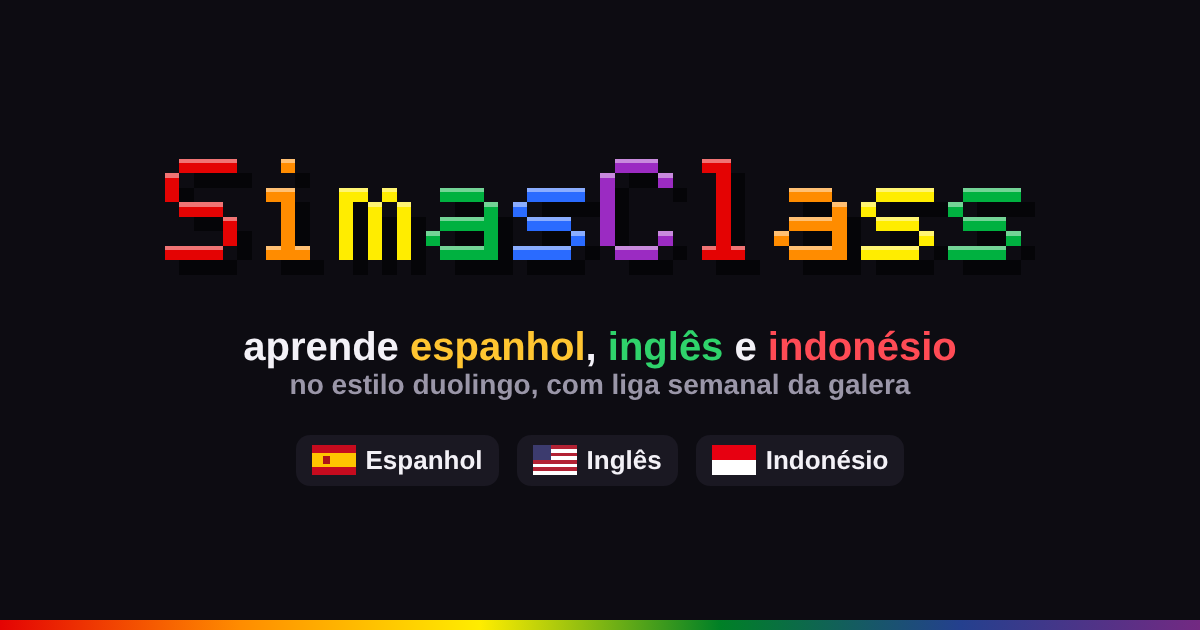 SimasClass
aprende espanhol, inglês e indonésio
no estilo duolingo, com liga semanal da galera
Espanhol Inglês Indonésio